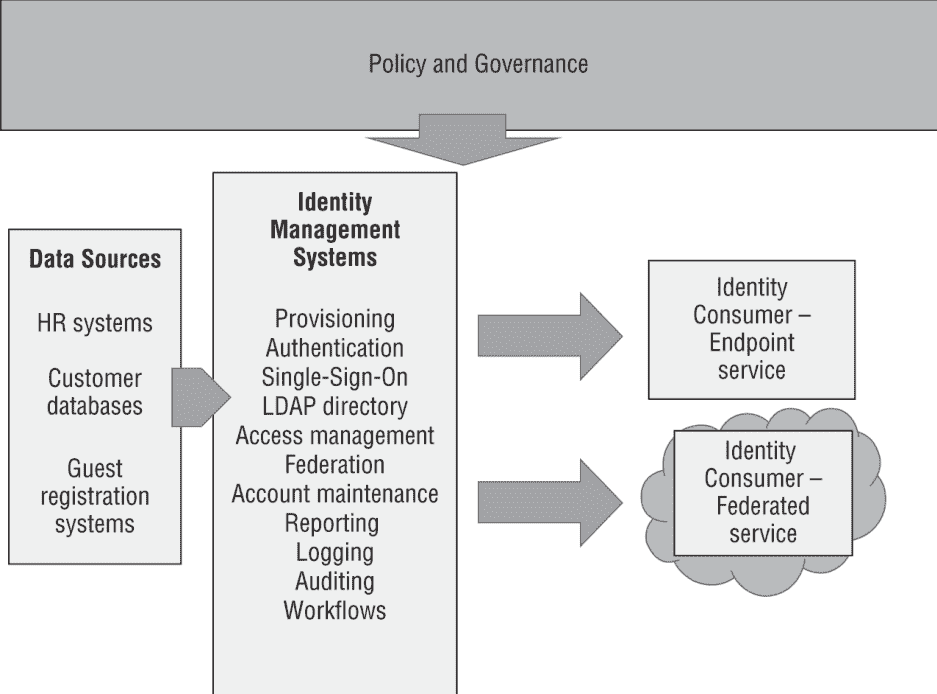 Policy and Governance
Data Sources
HR systems
Customer
databases
Guest
registration
systems
Identity
Management
Systems
Provisioning
Authentication
Single-Sign-On
LDAP directory
Access management
Federation
Account maintenance
Reporting
Logging
Auditing
Workflows
Identity
Consumer –
Endpoint
service
Identity
Consumer –
Federated
service